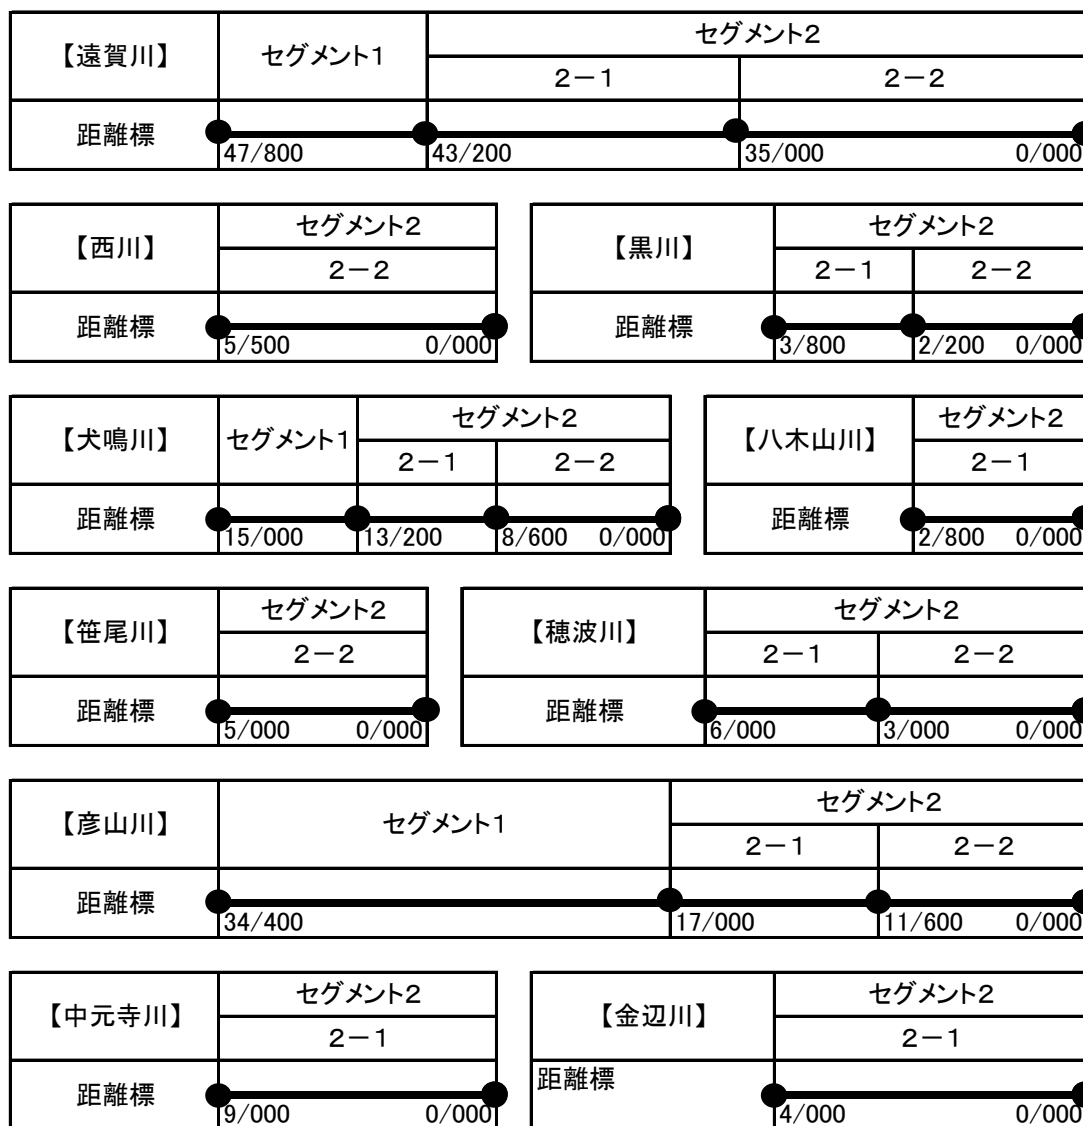 【遠賀川】 セグメント1 セグメント2
2－1 2－2
距離標
47/800 43/200 35/000 0/000
【西川】 セグメント2
2－2
距離標
5/500 0/000
【黒川】 セグメント2
2－1 2－2
距離標
3/800 2/200 0/000
【犬鳴川】 セグメント1 セグメント2
2－1 2－2
距離標
15/000 13/200 8/600 0/000
【八木山川】 セグメント2
2－1
距離標
2/800 0/000
【笹尾川】 セグメント2
2－2
距離標
5/000 0/000
【穂波川】 セグメント2
2－1 2－2
距離標
6/000 3/000 0/000
【彦山川】 セグメント1 セグメント2
2－1 2－2
距離標
34/400 17/000 11/600 0/000
【中元寺川】 セグメント2
2－1
距離標
9/000 0/000
【金辺川】 セグメント2
2－1
距離標
4/000 0/000